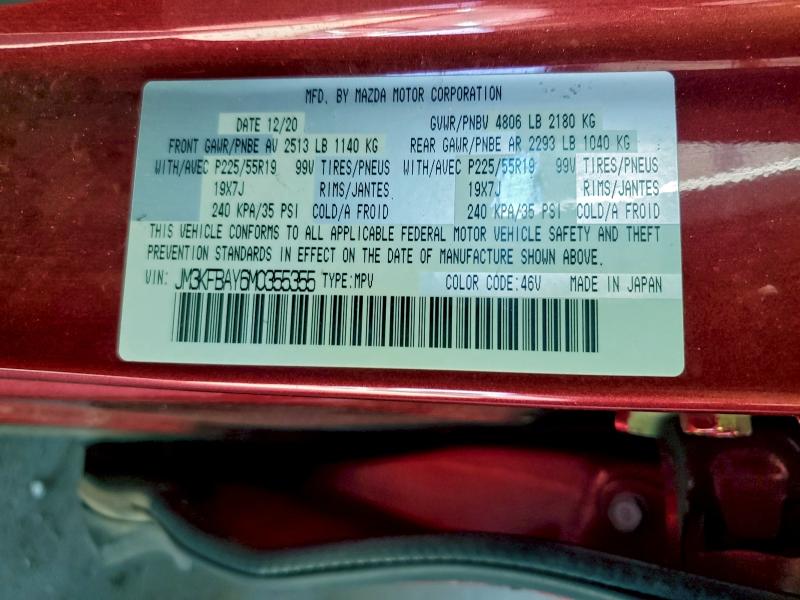 MFD. BY MAZDA MOTOR CORPORATION
DATE 12/20 GVWR/PNBV 4806 LB 2180 KG
FRONT GAWR/PNBE AV 2513 LB 1140 KG REAR GAWR/PNBE AR 2293 LB 1040 KG
WITH/AVEC P225/55R19 99V TIRES/PNEUS WITH/AVEC P225/55R19 99V TIRES/PNEUS
19X7J RIMS/JANTES 19X7J RIMS/JANTES
240 KPA/35 PSI COLD/A FROID 240 KPA/35 PSI COLD/A FROID
THIS VEHICLE CONFORMS TO ALL APPLICABLE FEDERAL MOTOR VEHICLE SAFETY AND THEFT
PREVENTION STANDARDS IN EFFECT ON THE DATE OF MANUFACTURE SHOWN ABOVE.
VIN: JM3KFBAY6M0355355 TYPE:MPV COLOR CODE:46V MADE IN JAPAN